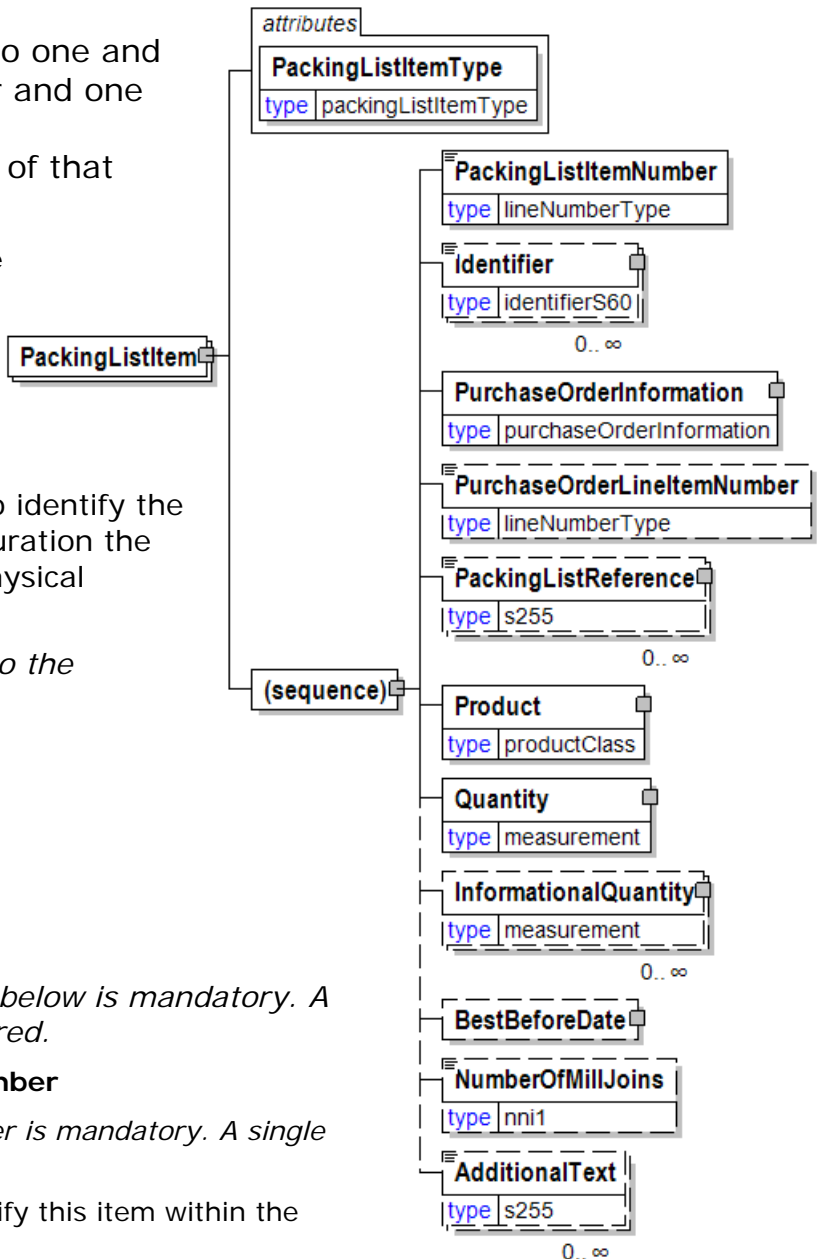 o one and
r and one
of that
e
o identify the
uration the
hysical
o the
below is mandatory. A
red.
nber
er is mandatory. A single
ify this item within the
attributes
PackingListItemType
type packingListItemType
PackingListItem
(sequence)
PackingListItemNumber
type lineNumberType
Identifier
type identifierS60
0.. ∞
PurchaseOrderInformation
type purchaseOrderInformation
PurchaseOrderLineItemNumber
type lineNumberType
PackingListReference
type s255
0.. ∞
Product
type productClass
Quantity
type measurement
InformationalQuantity
type measurement
0.. ∞
BestBeforeDate
NumberOfMillJoins
type nni1
AdditionalText
type s255
0.. ∞